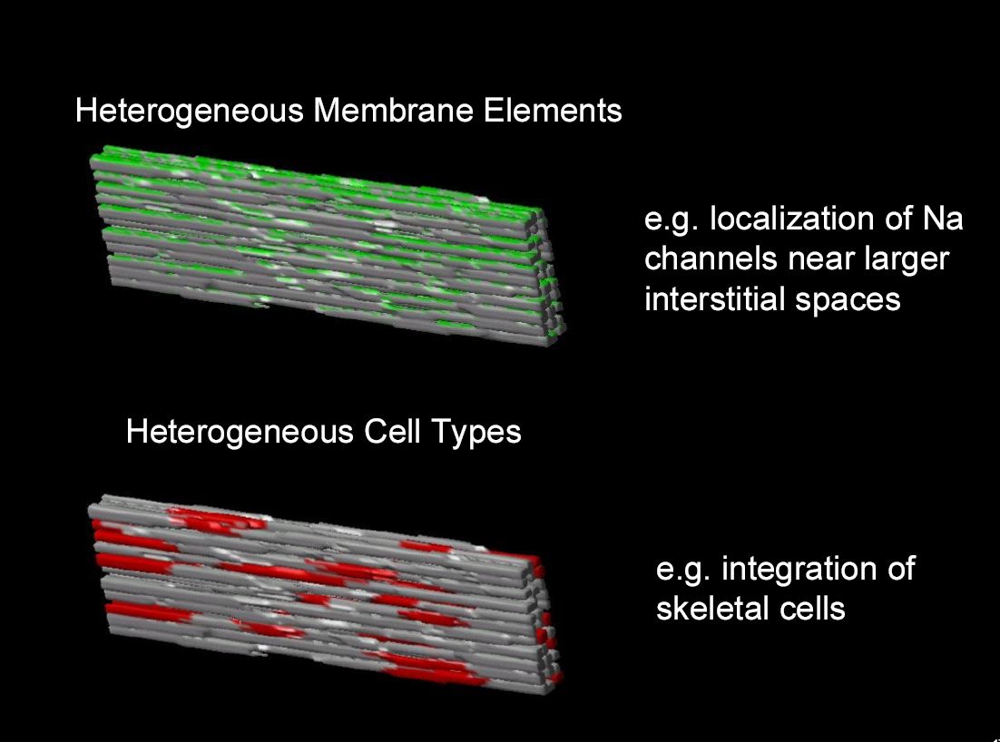 Heterogeneous Membrane Elements
e.g. localization of Na
channels near larger
interstitial spaces
Heterogeneous Cell Types
e.g. integration of
skeletal cells